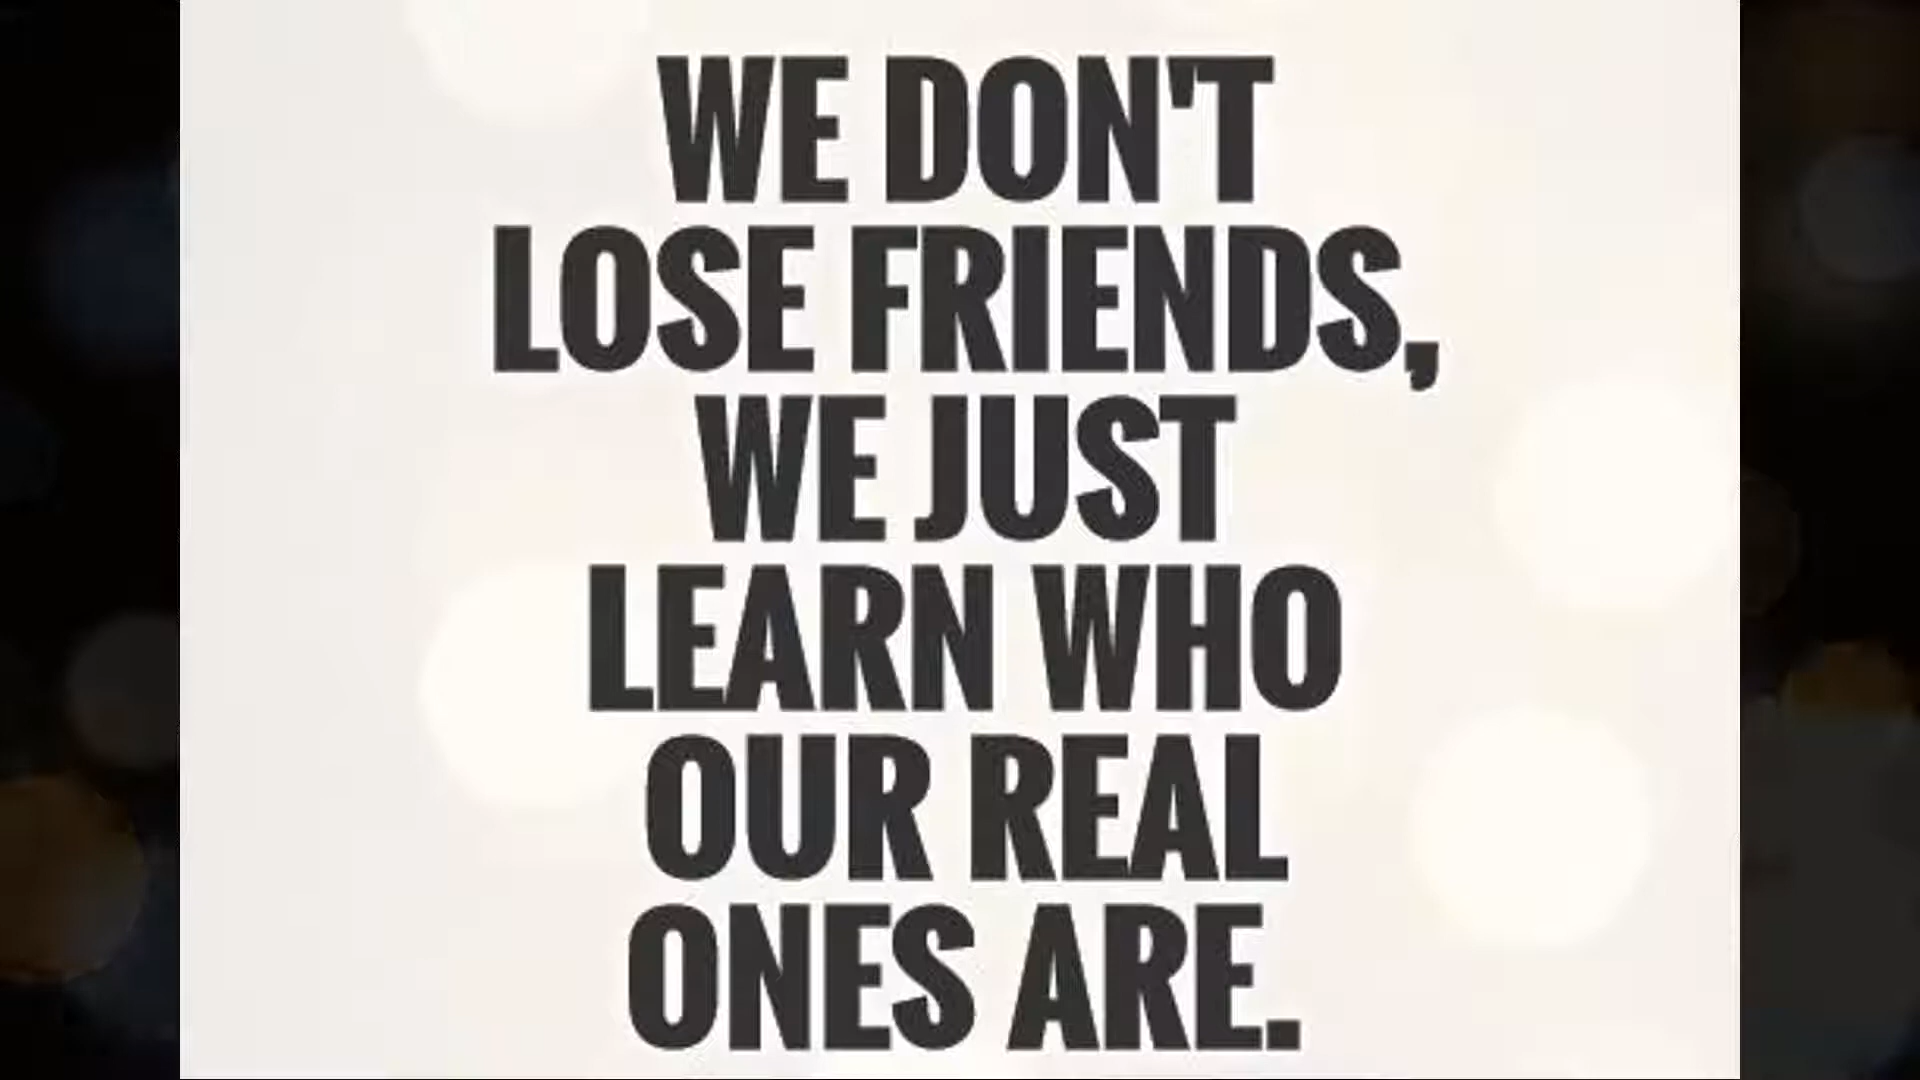 WE DON'T
LOSE FRIENDS,
WE JUST
LEARN WHO
OUR REAL
ONES ARE.